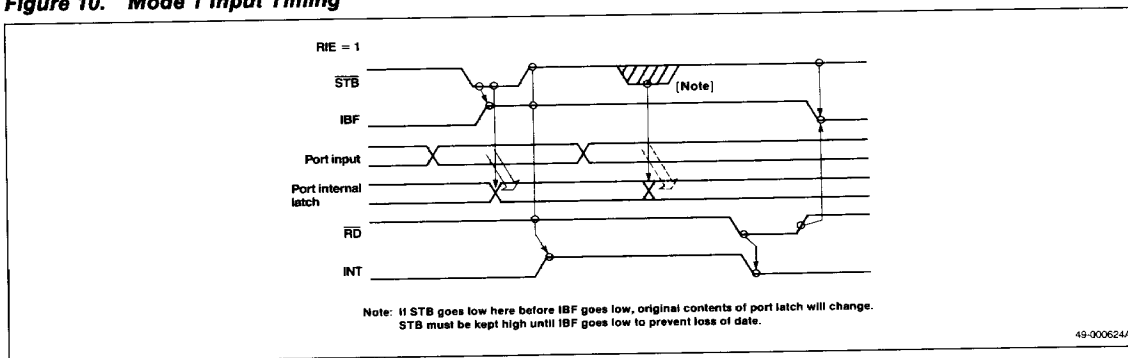 Figure 10. Mode 1 Input Timing
RIE = 1
STB
[Note]
IBF
Port input
Port internal
latch
RD
INT
Note: If STB goes low here before IBF goes low, original contents of port latch will change.
STB must be kept high until IBF goes low to prevent loss of date.
49-000624A